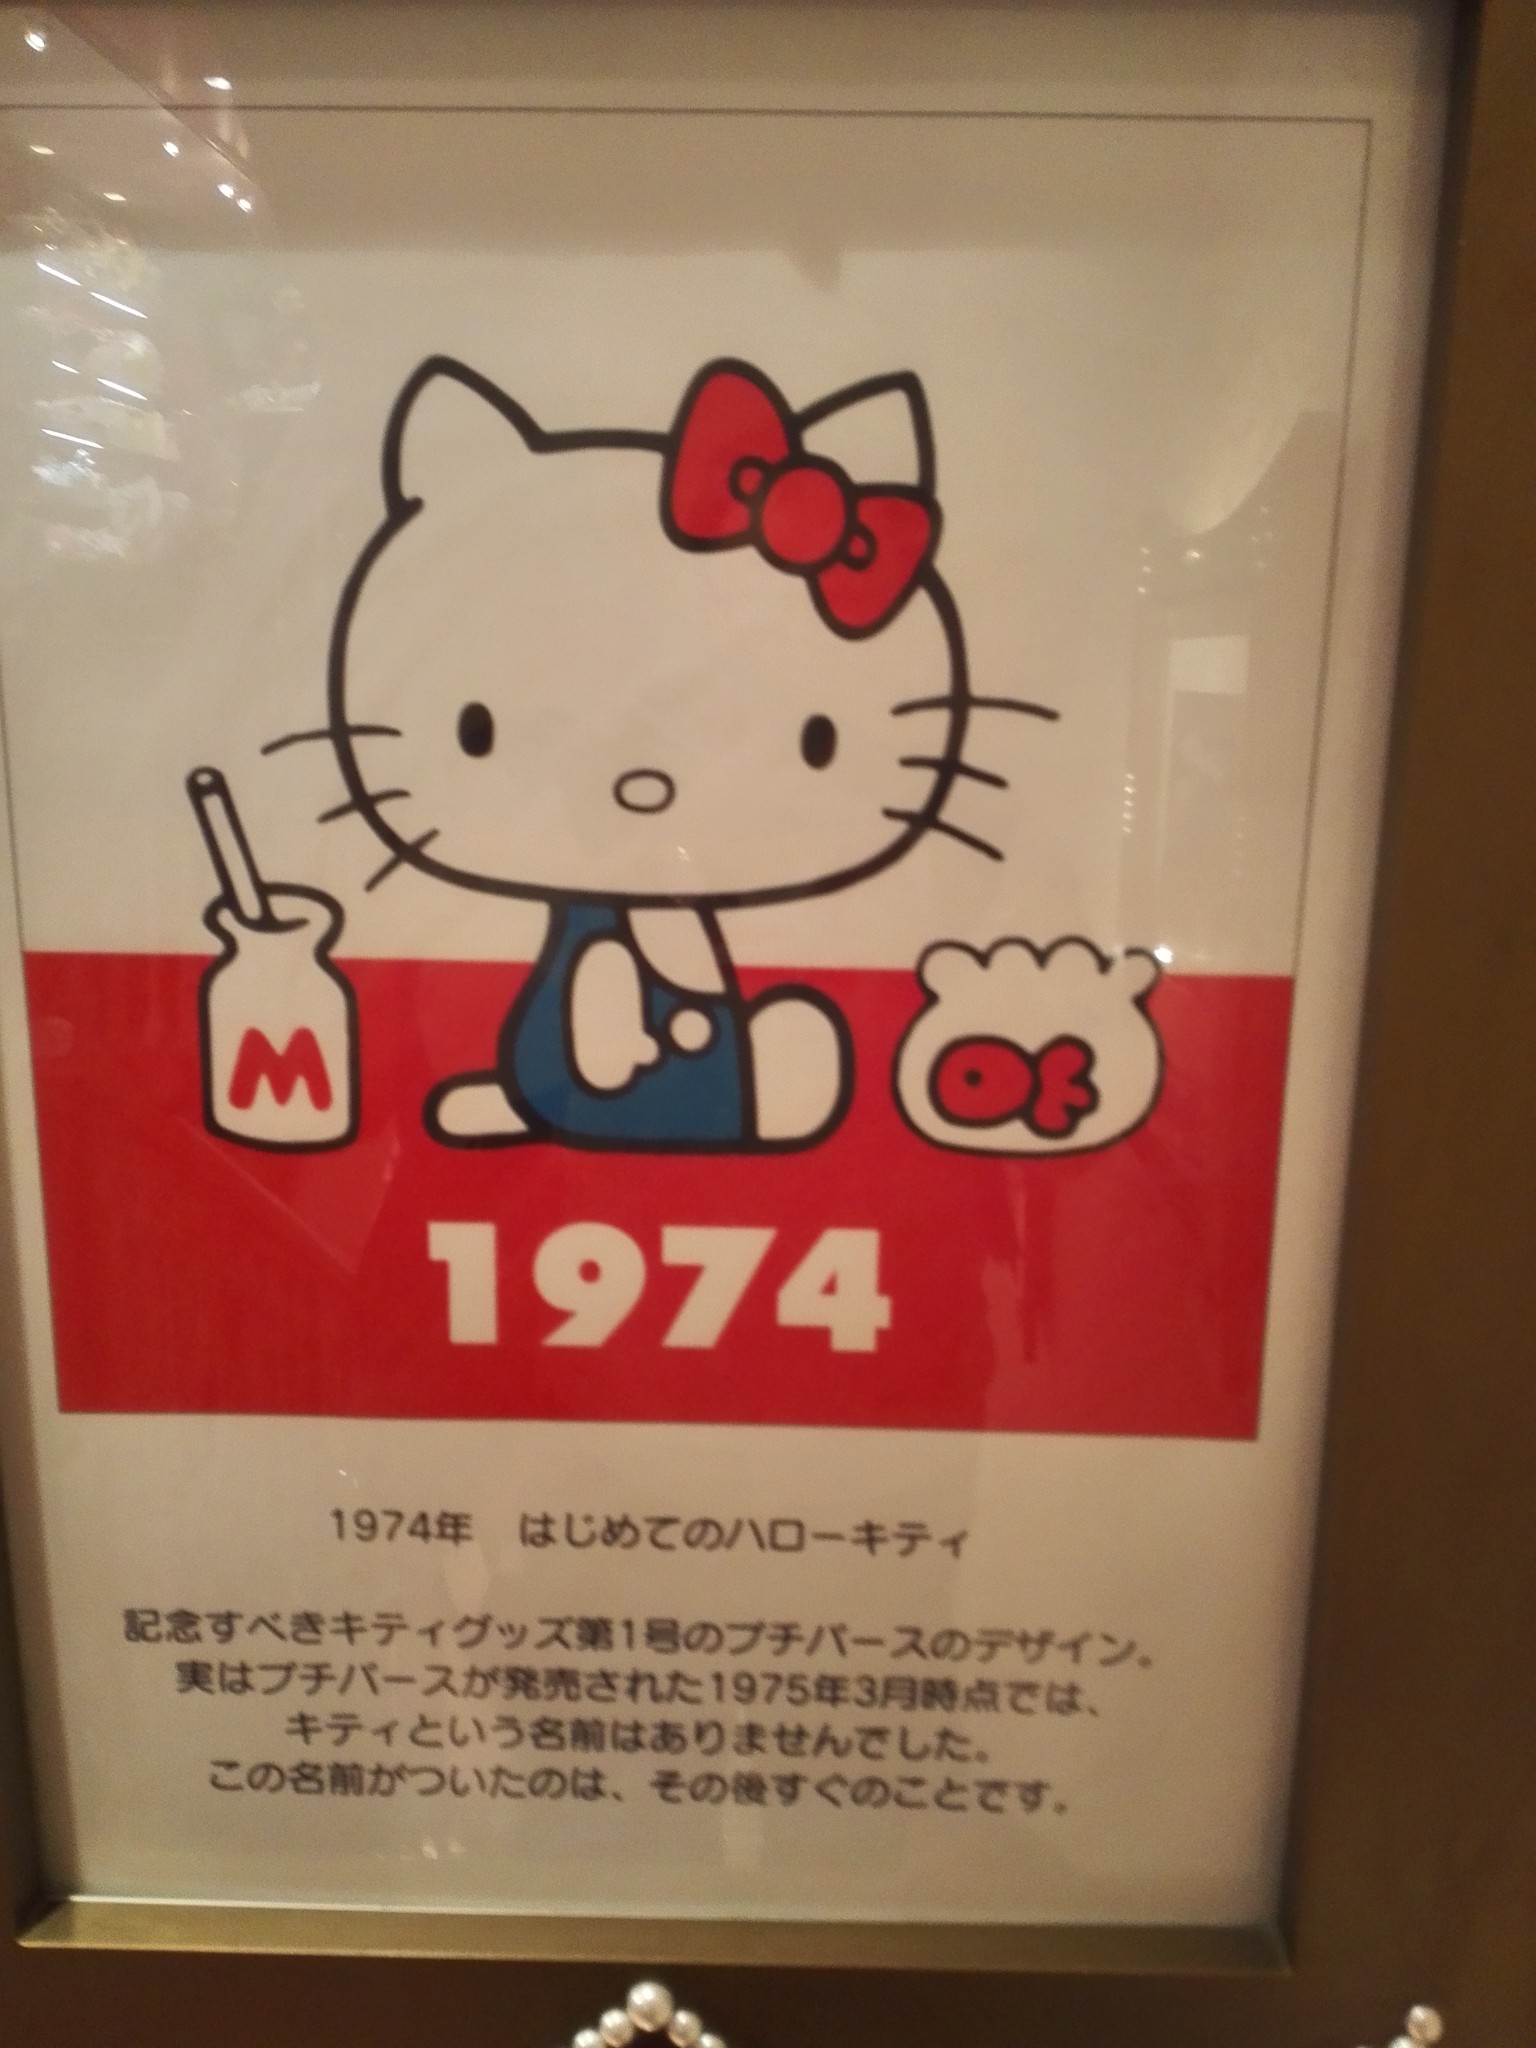 M
1974
1974年　はじめてのハローキティ
記念すべきキティグッズ第1号のプチパースのデザイン。
実はプチパースが発売された1975年3月時点では、
キティという名前はありませんでした。
この名前がついたのは、その後すぐのことです。